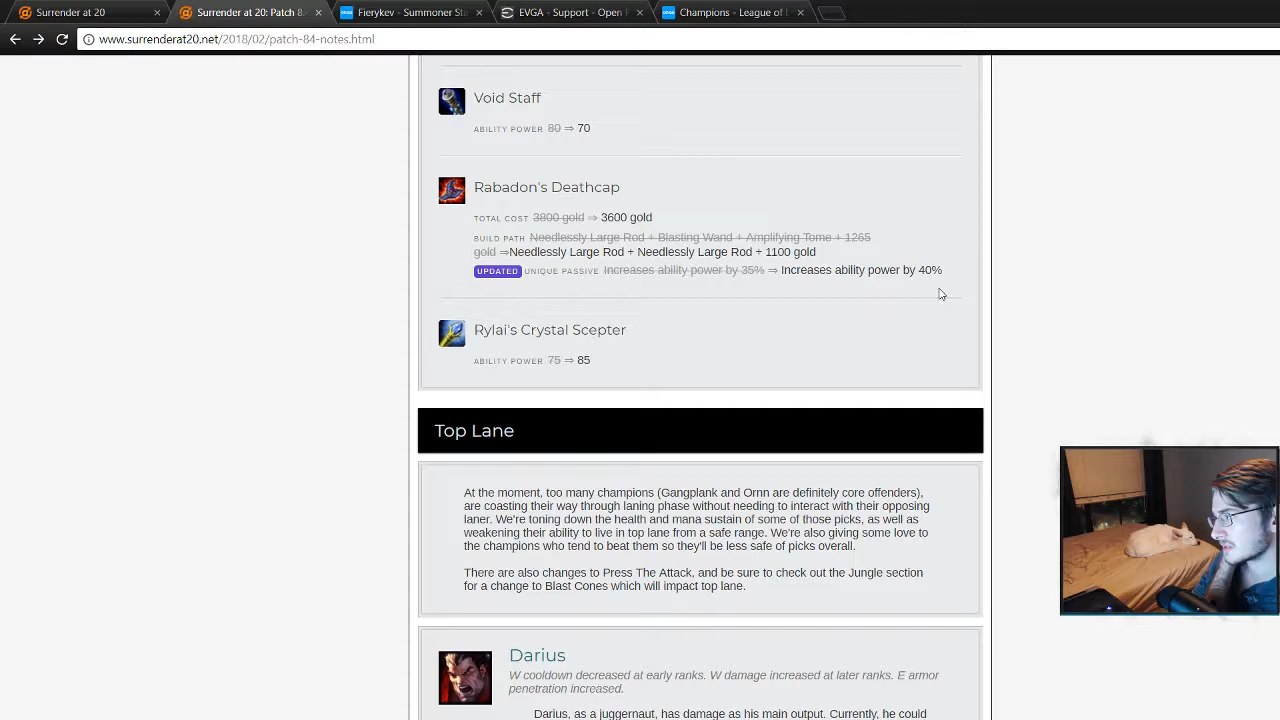 Surrender at 20
Surrender at 20: Patch 8.
Fierykev - Summoner Sta
EVGA - Support - Open
Champions - League of L
www.surrenderat20.net/2018/02/patch-84-notes.html
Void Staff
ABILITY POWER 80 ⇒ 70
Rabadon's Deathcap
TOTAL COST 3800 gold ⇒ 3600 gold
BUILD PATH Needlessly Large Rod + Blasting Wand + Amplifying Tome + 1265
gold ⇒Needlessly Large Rod + Needlessly Large Rod + 1100 gold
UPDATED UNIQUE PASSIVE Increases ability power by 35% ⇒ Increases ability power by 40%
Rylai's Crystal Scepter
ABILITY POWER 75 ⇒ 85
Top Lane
At the moment, too many champions (Gangplank and Ornn are definitely core offenders),
are coasting their way through laning phase without needing to interact with their opposing
laner. We're toning down the health and mana sustain of some of those picks, as well as
weakening their ability to live in top lane from a safe range. We're also giving some love to
the champions who tend to beat them so they'll be less safe of picks overall.
There are also changes to Press The Attack, and be sure to check out the Jungle section
for a change to Blast Cones which will impact top lane.
Darius
W cooldown decreased at early ranks. W damage increased at later ranks. E armor
penetration increased.
Darius, as a juggernaut, has damage as his main output. Currently, he could